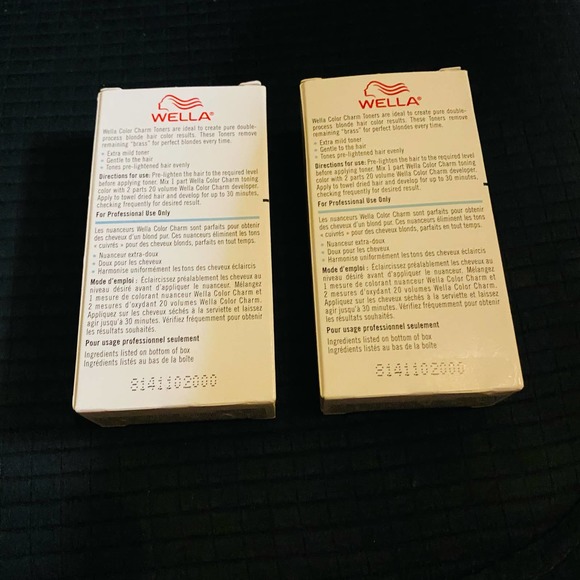 WELLA®
Wella Color Charm Toners are ideal to create pure double-
process blonde hair color results. These Toners remove
remaining "brass" for perfect blondes every time.
Extra mild toner
Gentle to the hair
Tones pre-lightened hair evenly
Directions for use: Pre-lighten the hair to the required level
before applying toner. Mix 1 part Wella Color Charm toning
color with 2 parts 20 volume Wella Color Charm developer.
Apply to towel dried hair and develop for up to 30 minutes,
checking frequently for desired result.
For Professional Use Only
Les nuanceurs Wella Color Charm sont parfaits pour obtenir
des cheveux d'un blond pur. Ces nuanceurs éliminent les tons
« cuivrés » pour des cheveux blonds, parfaits en tout temps.
Nuanceur extra-doux
Doux pour les cheveux
Harmonise uniformément les tons des cheveux éclaircis
Mode d'emploi : Éclaircissez préalablement les cheveux au
niveau désiré avant d'appliquer le nuanceur. Mélangez
1 mesure de colorant nuanceur Wella Color Charm et
2 mesures d'oxydant 20 volumes Wella Color Charm.
Appliquez sur les cheveux séchés à la serviette et laissez
agir jusqu'à 30 minutes. Vérifiez fréquemment pour obtenir
les résultats souhaités.
Pour usage professionnel seulement
Ingredients listed on bottom of box
Ingrédients listés au bas de la boîte
8141102000
WELLA®
Wella Color Charm Toners are ideal to create pure double-
process blonde hair color results. These Toners remove
remaining "brass" for perfect blondes every time.
Extra mild toner
Gentle to the hair
Tones pre-lightened hair evenly
Directions for use: Pre-lighten the hair to the required level
before applying toner. Mix 1 part Wella Color Charm toning
color with 2 parts 20 volume Wella Color Charm developer.
Apply to towel dried hair and develop for up to 30 minutes,
checking frequently for desired result.
For Professional Use Only
Les nuanceurs Wella Color Charm sont parfaits pour obtenir
des cheveux d'un blond pur. Ces nuanceurs éliminent les tons
« cuivrés » pour des cheveux blonds, parfaits en tout temps.
Nuanceur extra-doux
Doux pour les cheveux
Harmonise uniformément les tons des cheveux éclaircis
Mode d'emploi : Éclaircissez préalablement les cheveux au
niveau désiré avant d'appliquer le nuanceur. Mélangez
1 mesure de colorant nuanceur Wella Color Charm et
2 mesures d'oxydant 20 volumes Wella Color Charm.
Appliquez sur les cheveux séchés à la serviette et laissez
agir jusqu'à 30 minutes. Vérifiez fréquemment pour obtenir
les résultats souhaités.
Pour usage professionnel seulement
Ingredients listed on bottom of box
Ingrédients listés au bas de la boîte
8141102000